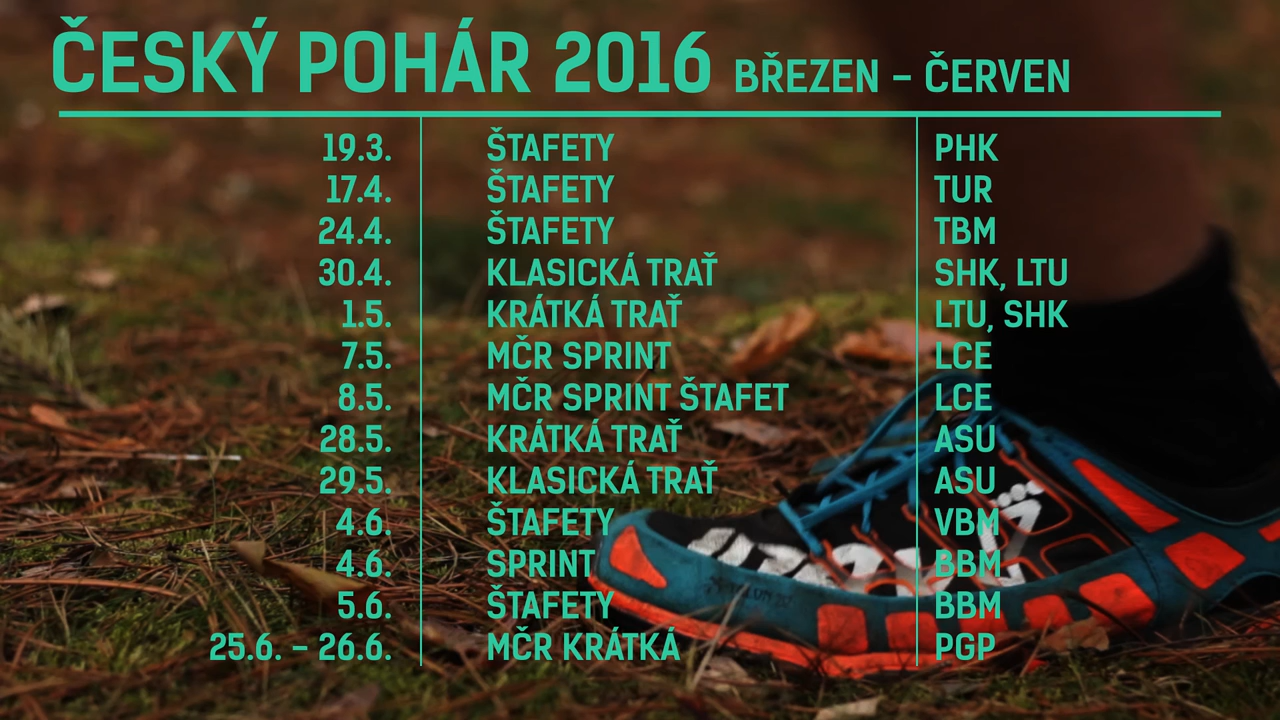 ČESKÝ POHÁR 2016 BŘEZEN – ČERVEN
19.3. ŠTAFETY PHK
17.4. ŠTAFETY TUR
24.4. ŠTAFETY TBM
30.4. KLASICKÁ TRAŤ SHK, LTU
1.5. KRÁTKÁ TRAŤ LTU, SHK
7.5. MČR SPRINT LCE
8.5. MČR SPRINT ŠTAFET LCE
28.5. KRÁTKÁ TRAŤ ASU
29.5. KLASICKÁ TRAŤ ASU
4.6. ŠTAFETY VBM
4.6. SPRINT BBM
5.6. ŠTAFETY BBM
25.6. – 26.6. MČR KRÁTKÁ PGP